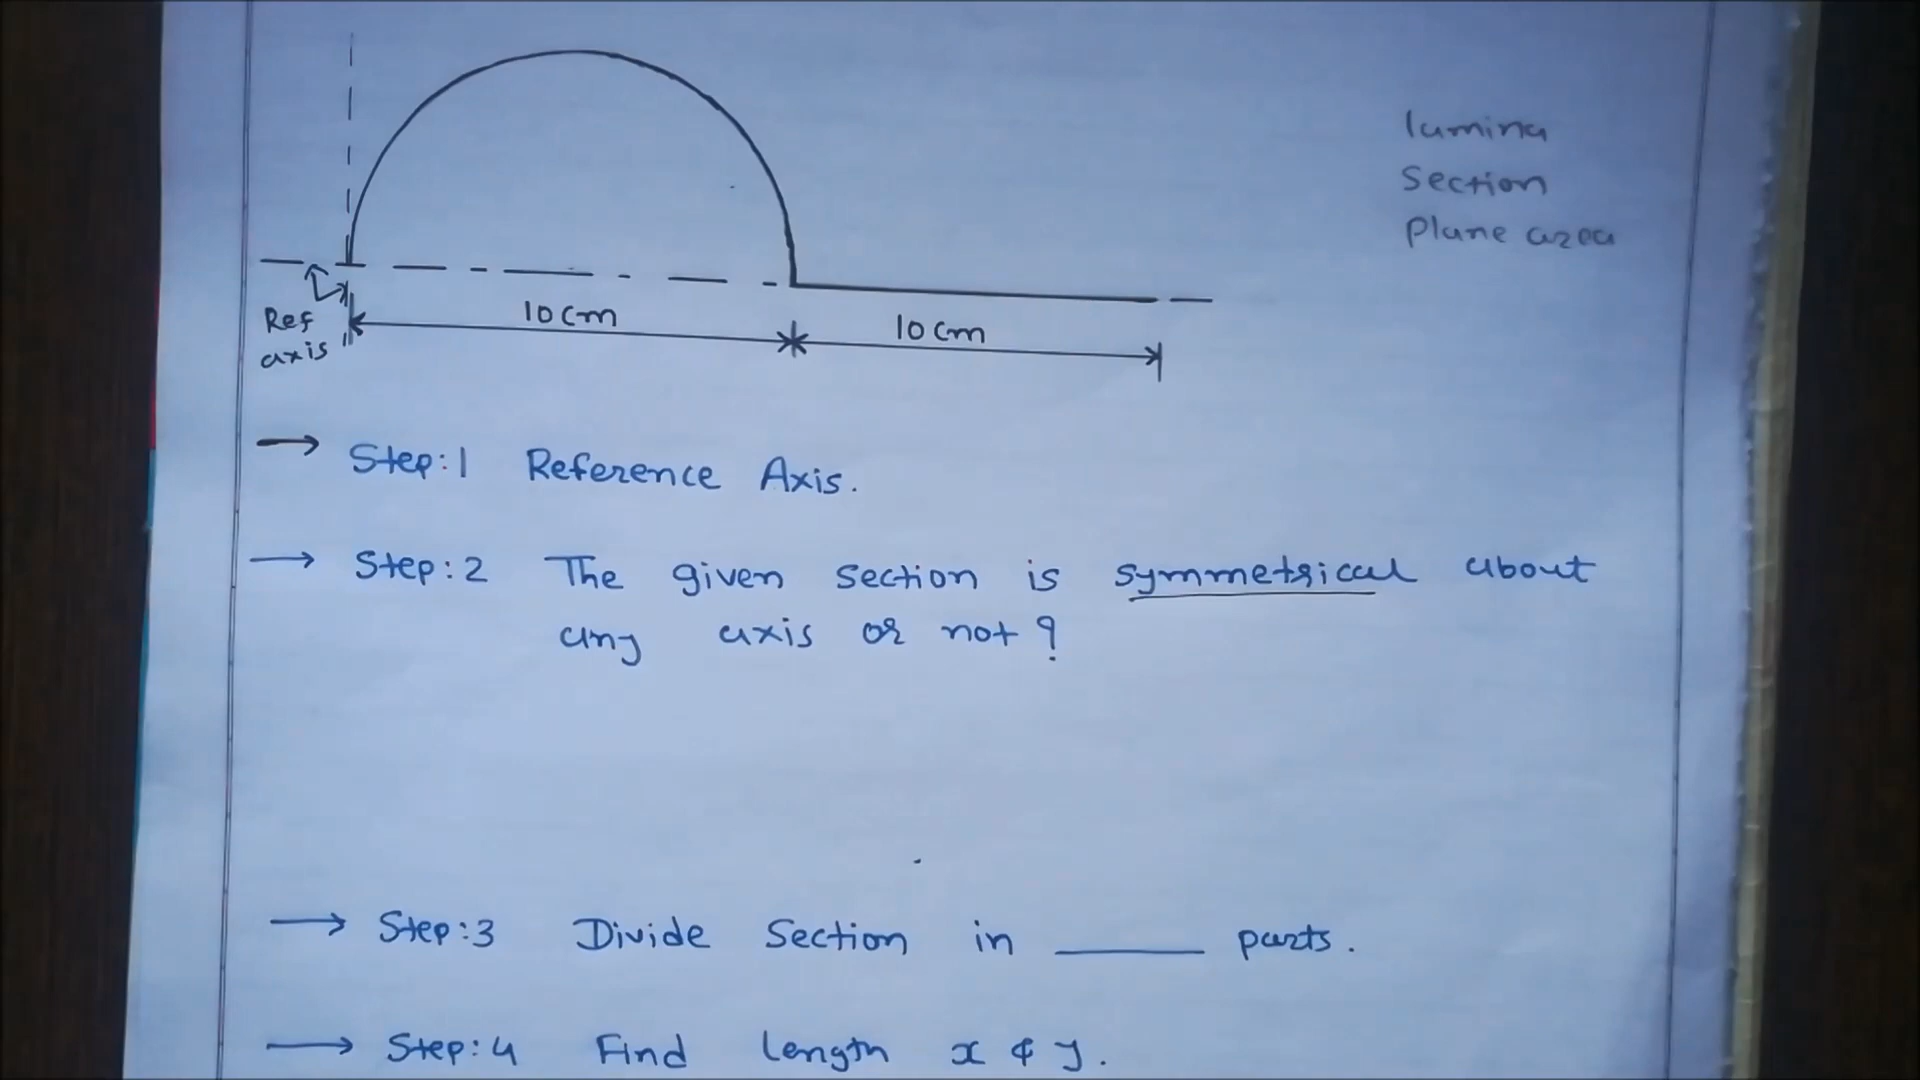 lamina
Section
Plane area
10 cm
10 cm
Ref
axis
Step:1 Reference Axis.
Step:2 The given section is symmetrical about
any axis or not?
Step:3 Divide Section in ______ parts.
Step:4 Find length x & y.